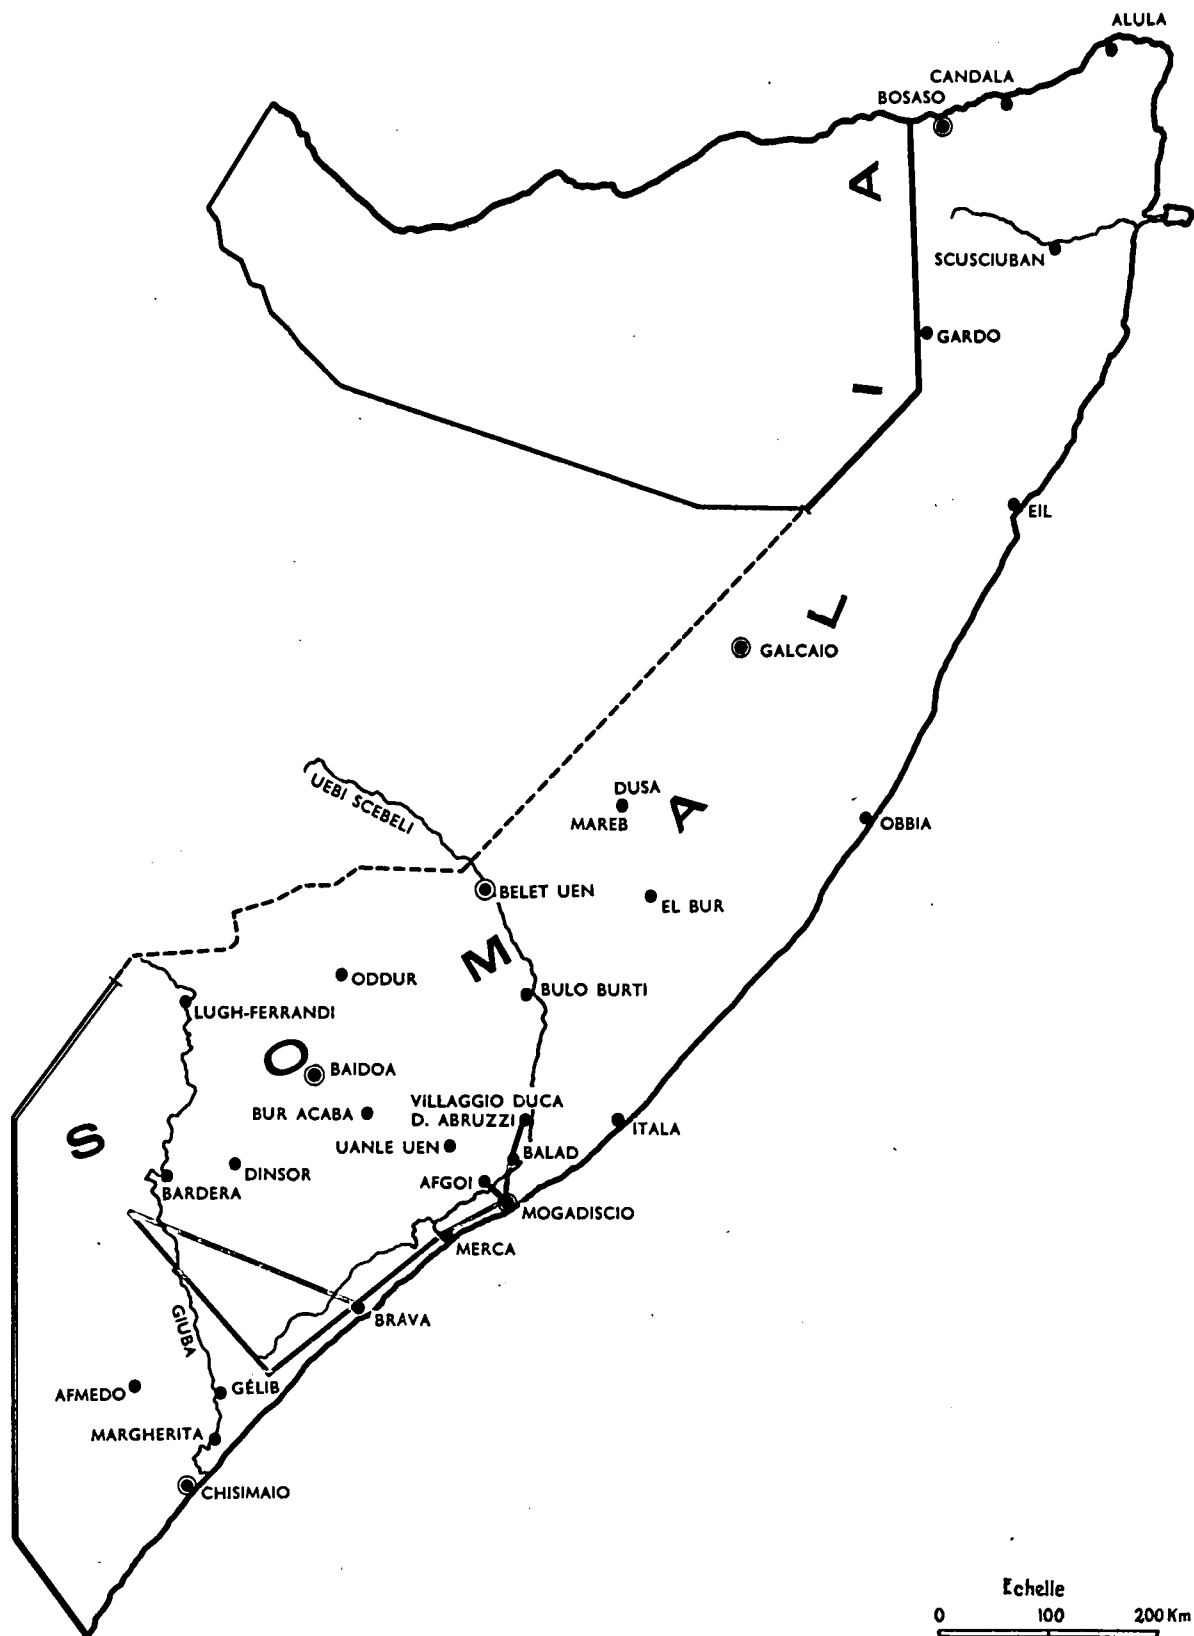 ALULA
CANDALA
BOSASO
SCUSCIUBAN
GARDO
EIL
GALCAIO
DUSA
MAREB
OBBIA
UEBI SCEBELI
BELET UEN
EL BUR
ODDUR
BULO BURTI
LUGH-FERRANDI
BAIDOA
BUR ACABA
VILLAGGIO DUCA
D. ABRUZZI
ITALA
UANLE UEN
BALAD
DINSOR
BARDERA
AFGOI
MOGADISCIO
MERCA
BRAVA
GIUBA
AFMEDO
GÉLIB
MARGHERITA
CHISIMAIO
SOMALIA
Echelle
0 100 200 Km